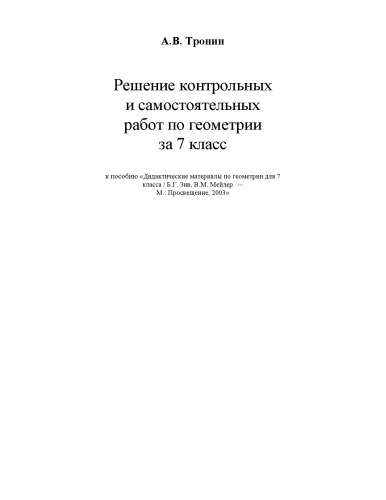 А.В. Тронин
Решение контрольных
и самостоятельных
работ по геометрии
за 7 класс
к пособию «Дидактические материалы по геометрии для 7
класса / Б.Г. Зив, В.М. Мейлер. —
М.: Просвещение, 2003»